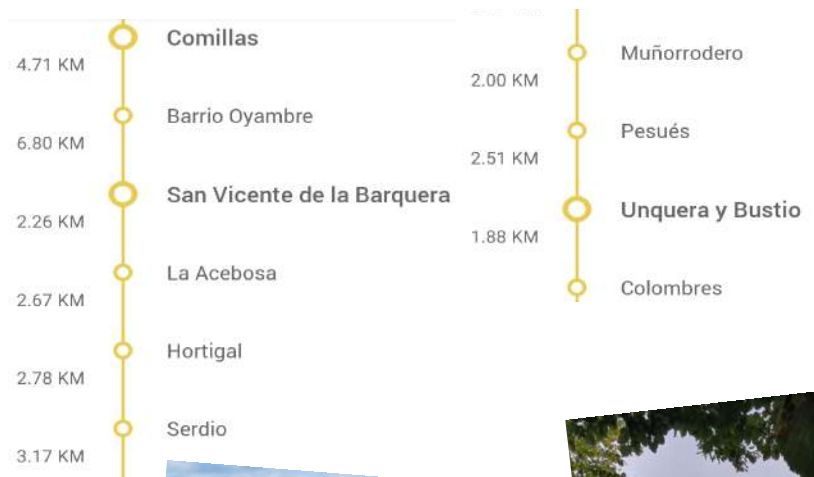 Comillas
4.71 KM
Barrio Oyambre
6.80 KM
San Vicente de la Barquera
2.26 KM
La Acebosa
2.67 KM
Hortigal
2.78 KM
Serdio
3.17 KM
Muñorrodero
2.00 KM
Pesués
2.51 KM
Unquera y Bustio
1.88 KM
Colombres